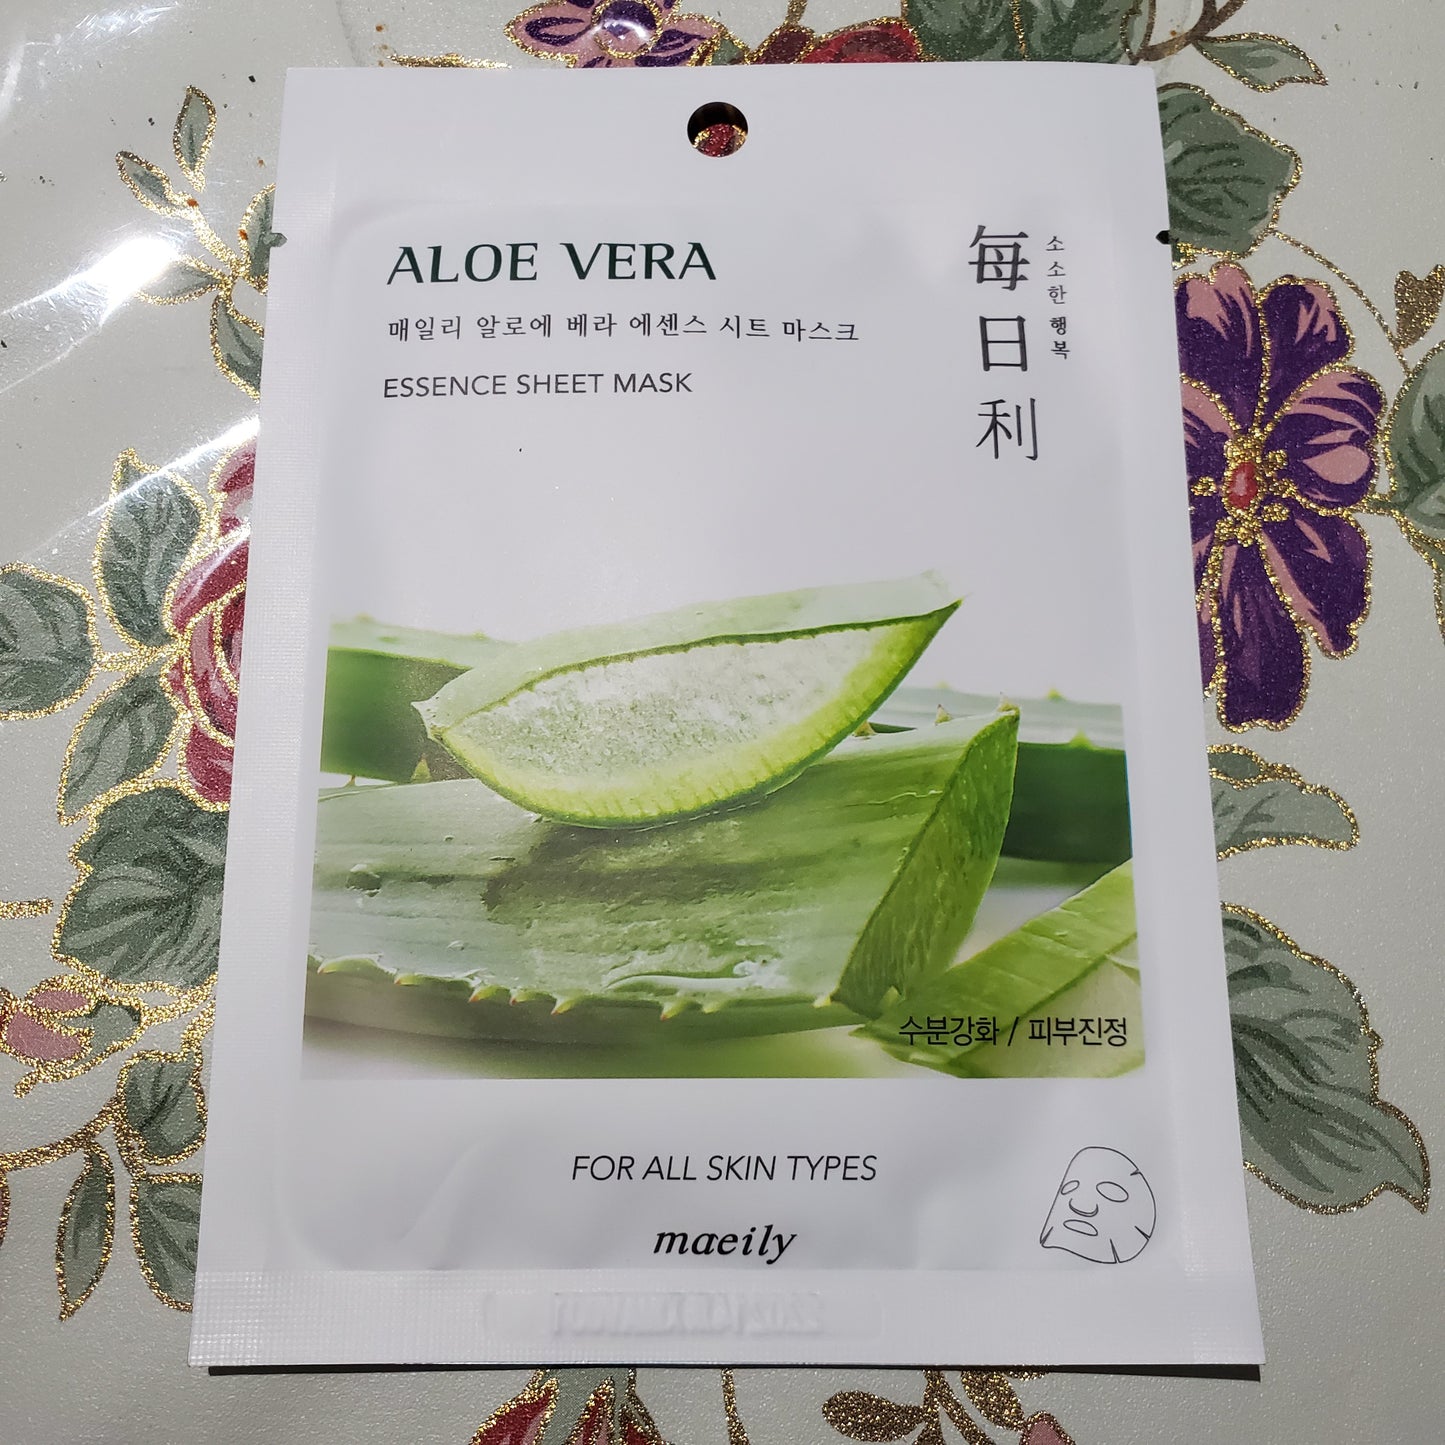 ALOE VERA
매일리 알로에 베라 에센스 시트 마스크
ESSENCE SHEET MASK
每日利
소소한 행복
수분강화 / 피부진정
FOR ALL SKIN TYPES
maeily